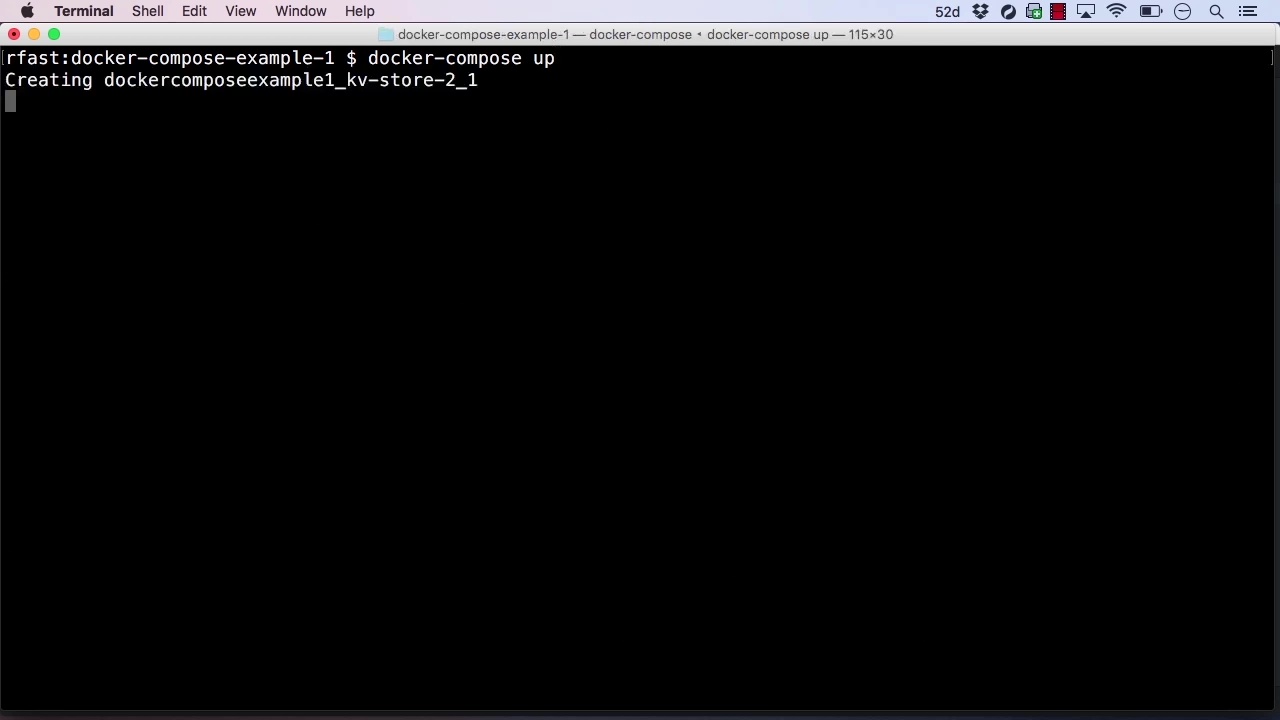 Terminal Shell Edit View Window Help 52d
docker-compose-example-1 — docker-compose ◂ docker-compose up — 115×30
[rfast:docker-compose-example-1 $ docker-compose up ]
Creating dockercomposeexample1_kv-store-2_1